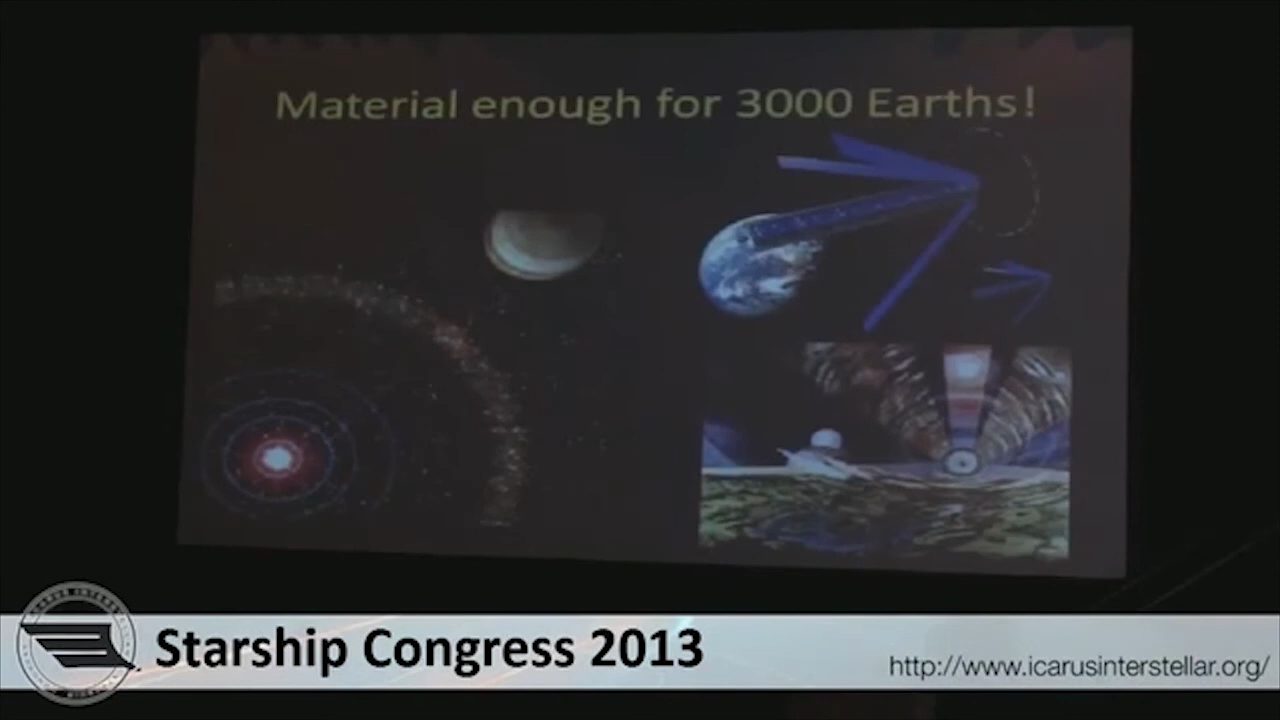 Material enough for 3000 Earths!
Starship Congress 2013
http://www.icarusinterstellar.org/